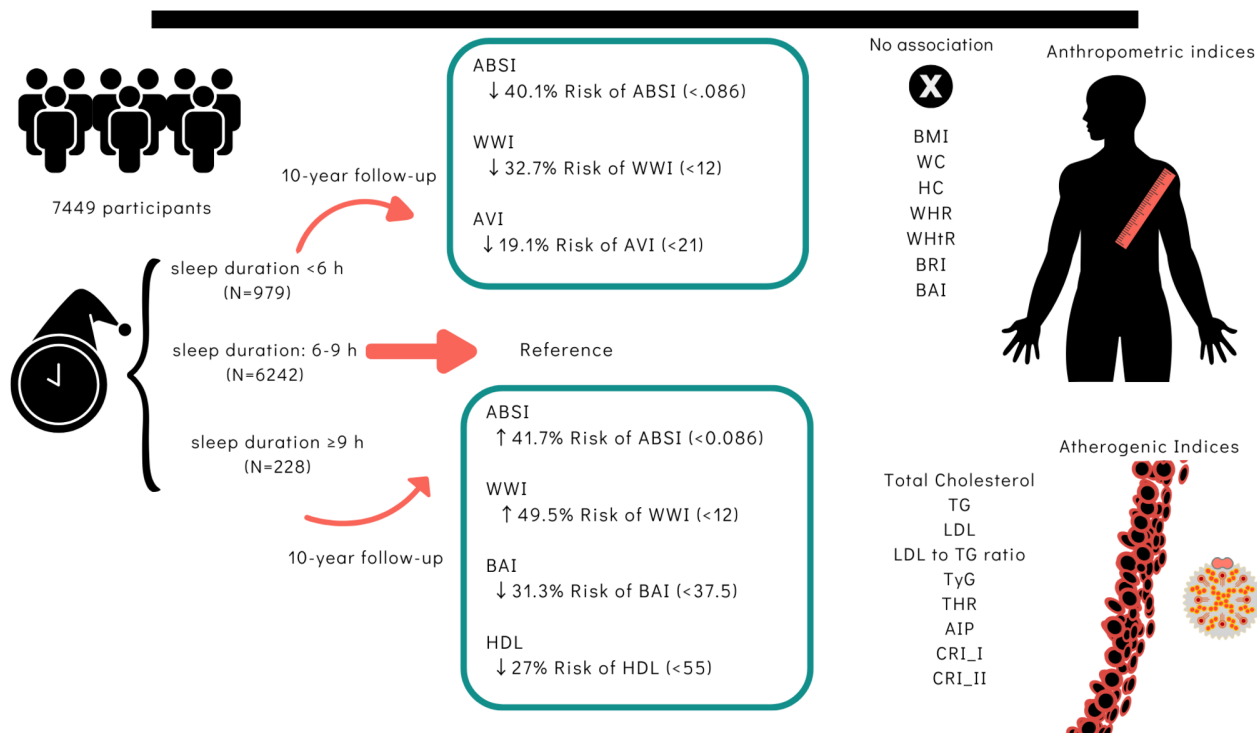 7449 participants
10-year follow-up
sleep duration <6 h
(N=979)
sleep duration: 6-9 h
(N=6242)
sleep duration ≥9 h
(N=228)
10-year follow-up
ABSI
↓ 40.1% Risk of ABSI (<.086)
WWI
↓ 32.7% Risk of WWI (<12)
AVI
↓ 19.1% Risk of AVI (<21)
Reference
ABSI
↑ 41.7% Risk of ABSI (<0.086)
WWI
↑ 49.5% Risk of WWI (<12)
BAI
↓ 31.3% Risk of BAI (<37.5)
HDL
↓ 27% Risk of HDL (<55)
No association
X
BMI
WC
HC
WHR
WHtR
BRI
BAI
Anthropometric indices
Atherogenic Indices
Total Cholesterol
TG
LDL
LDL to TG ratio
TyG
THR
AIP
CRI_I
CRI_II